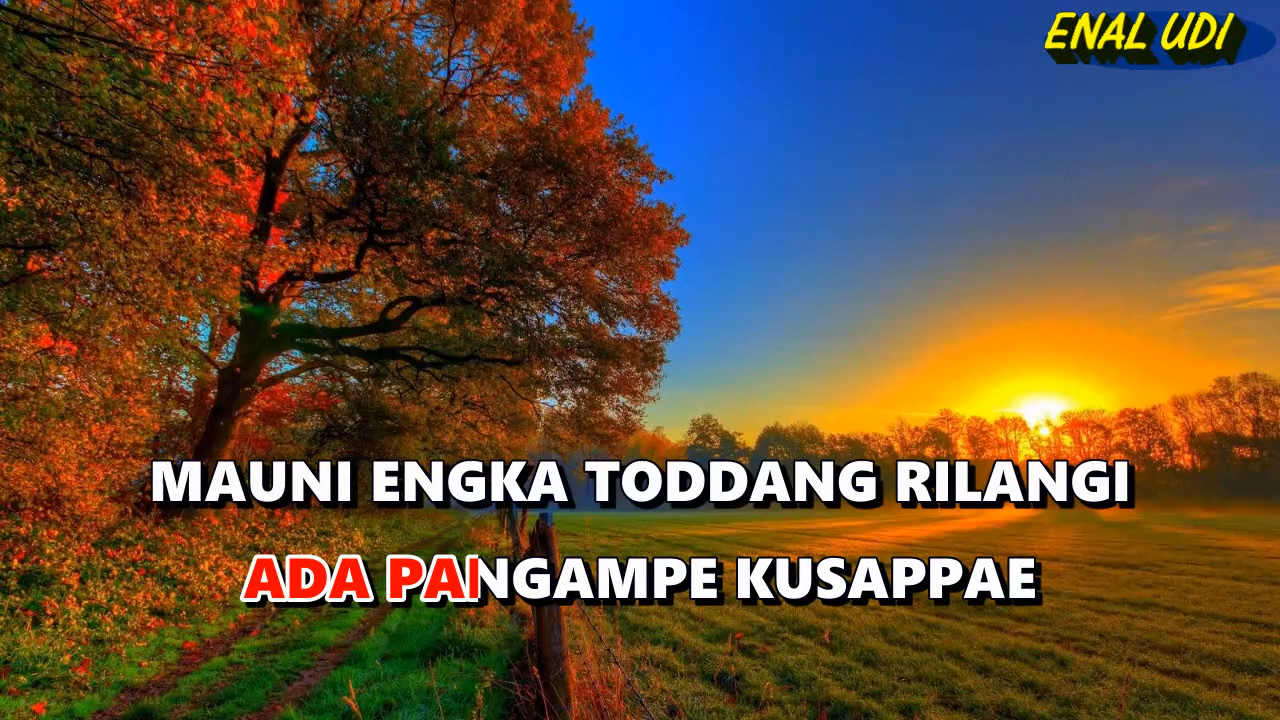 ENAL UDI
MAUNI ENGKA TODDANG RILANGI
ADA PANGAMPE KUSAPPAE